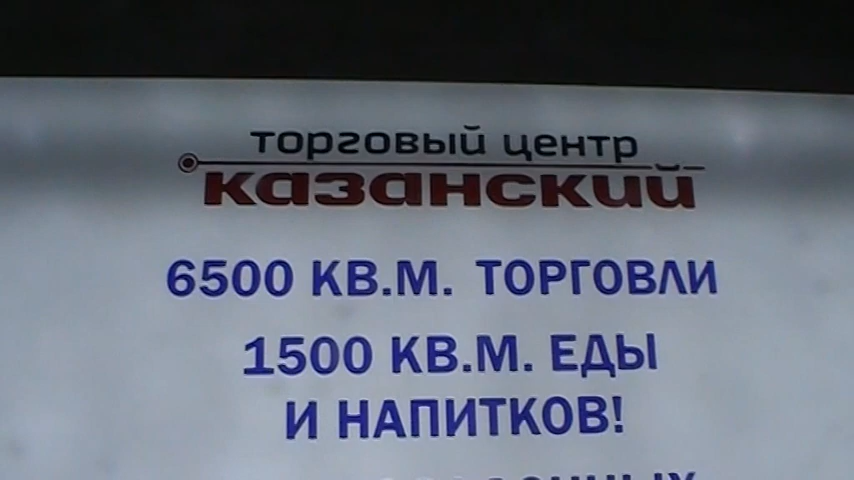 торговый центр
казанский
6500 КВ.М. ТОРГОВЛИ
1500 КВ.М. ЕДЫ
И НАПИТКОВ!